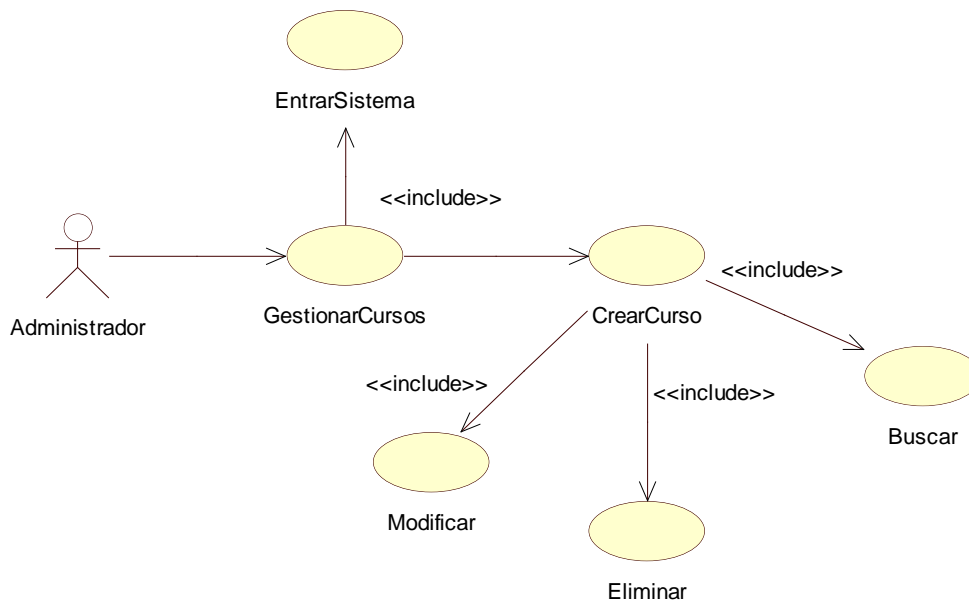 EntrarSistema
<<include>>
Administrador
GestionarCursos
CrearCurso
<<include>>
<<include>>
<<include>>
Buscar
Modificar
Eliminar